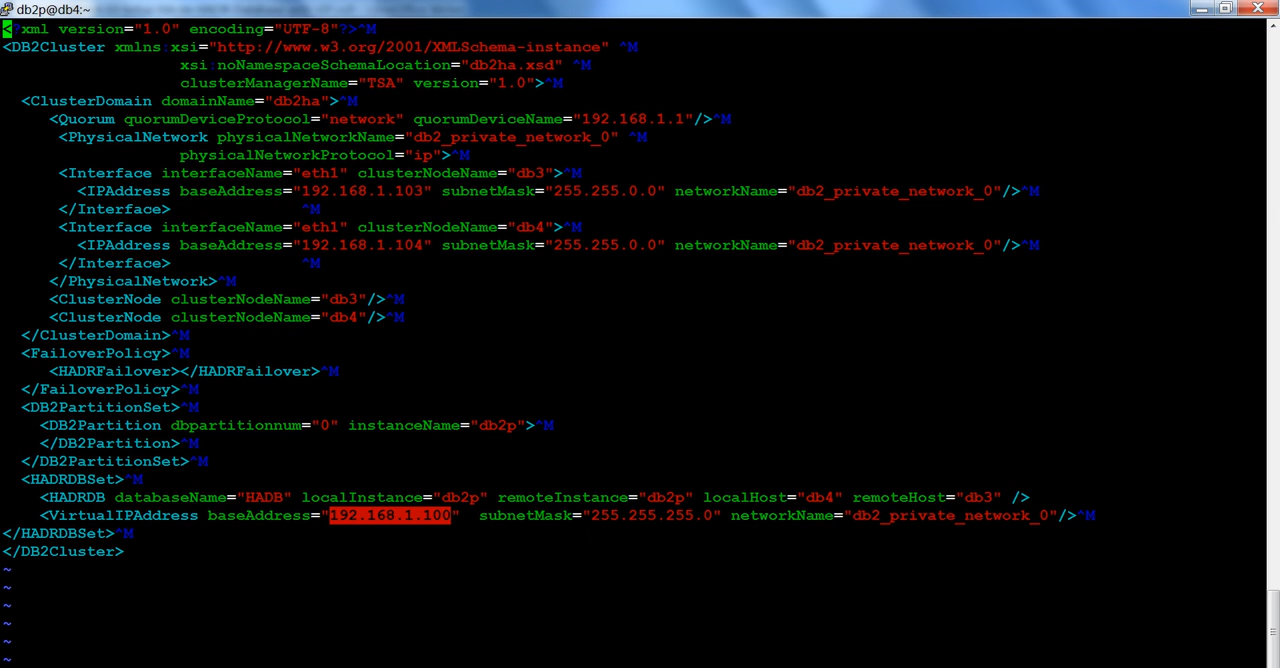 db2p@db4:~
<?xml version="1.0" encoding="UTF-8"?>^M
<DB2Cluster xmlns:xsi="http://www.w3.org/2001/XMLSchema-instance" ^M
                   xsi:noNamespaceSchemaLocation="db2ha.xsd" ^M
                   clusterManagerName="TSA" version="1.0">^M
  <ClusterDomain domainName="db2ha">^M
     <Quorum quorumDeviceProtocol="network" quorumDeviceName="192.168.1.1"/>^M
      <PhysicalNetwork physicalNetworkName="db2_private_network_0" ^M
                   physicalNetworkProtocol="ip">^M
      <Interface interfaceName="eth1" clusterNodeName="db3">^M
        <IPAddress baseAddress="192.168.1.103" subnetMask="255.255.0.0" networkName="db2_private_network_0"/>^M
      </Interface>              ^M
      <Interface interfaceName="eth1" clusterNodeName="db4">^M
        <IPAddress baseAddress="192.168.1.104" subnetMask="255.255.0.0" networkName="db2_private_network_0"/>^M
      </Interface>              ^M
     </PhysicalNetwork>^M
     <ClusterNode clusterNodeName="db3"/>^M
     <ClusterNode clusterNodeName="db4"/>^M
  </ClusterDomain>^M
  <FailoverPolicy>^M
     <HADRFailover></HADRFailover>^M
  </FailoverPolicy>^M
  <DB2PartitionSet>^M
    <DB2Partition dbpartitionnum="0" instanceName="db2p">^M
    </DB2Partition>^M
  </DB2PartitionSet>^M
  <HADRDBSet>^M
    <HADRDB databaseName="HADB" localInstance="db2p" remoteInstance="db2p" localHost="db4" remoteHost="db3" />
    <VirtualIPAddress baseAddress="192.168.1.100"  subnetMask="255.255.255.0" networkName="db2_private_network_0"/>^M
</HADRDBSet>^M
</DB2Cluster>
~
~
~
~
~
~